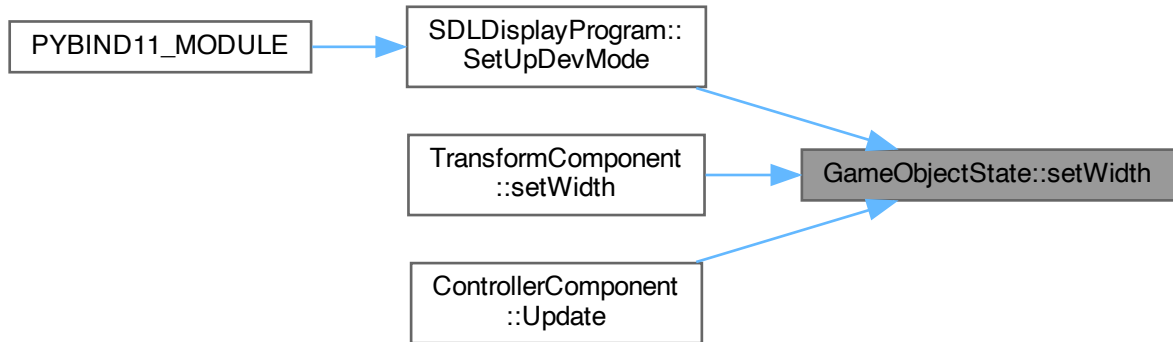 PYBIND11_MODULE
SDLDisplayProgram::
SetUpDevMode
TransformComponent
::setWidth
GameObjectState::setWidth
ControllerComponent
::Update